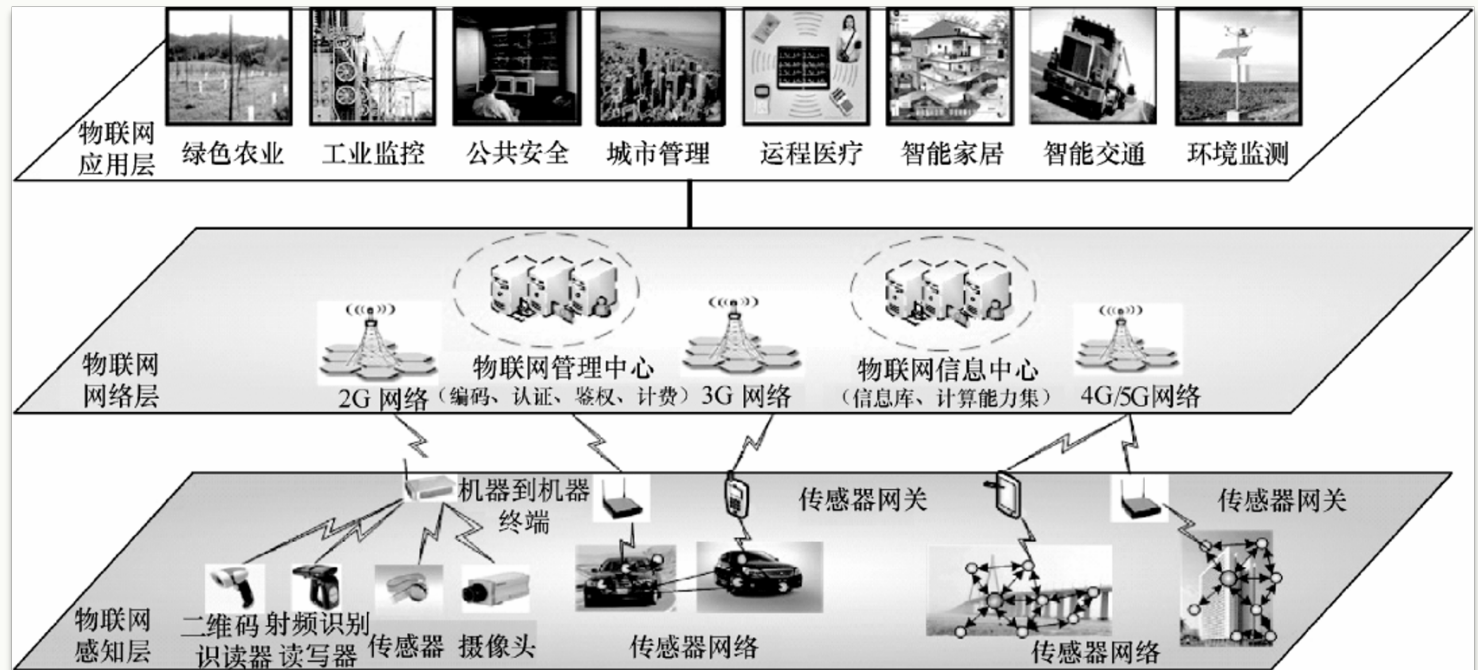 物联网
应用层
绿色农业 工业监控 公共安全 城市管理 运程医疗 智能家居 智能交通 环境监测
物联网
网络层
2G 网络
物联网管理中心
(编码、认证、鉴权、计费)
3G 网络
物联网信息中心
(信息库、计算能力集)
4G/5G网络
机器到机器
终端
传感器网关
传感器网关
物联网
感知层
二维码
识读器
射频识别
读写器
传感器
摄像头
传感器网络
传感器网络